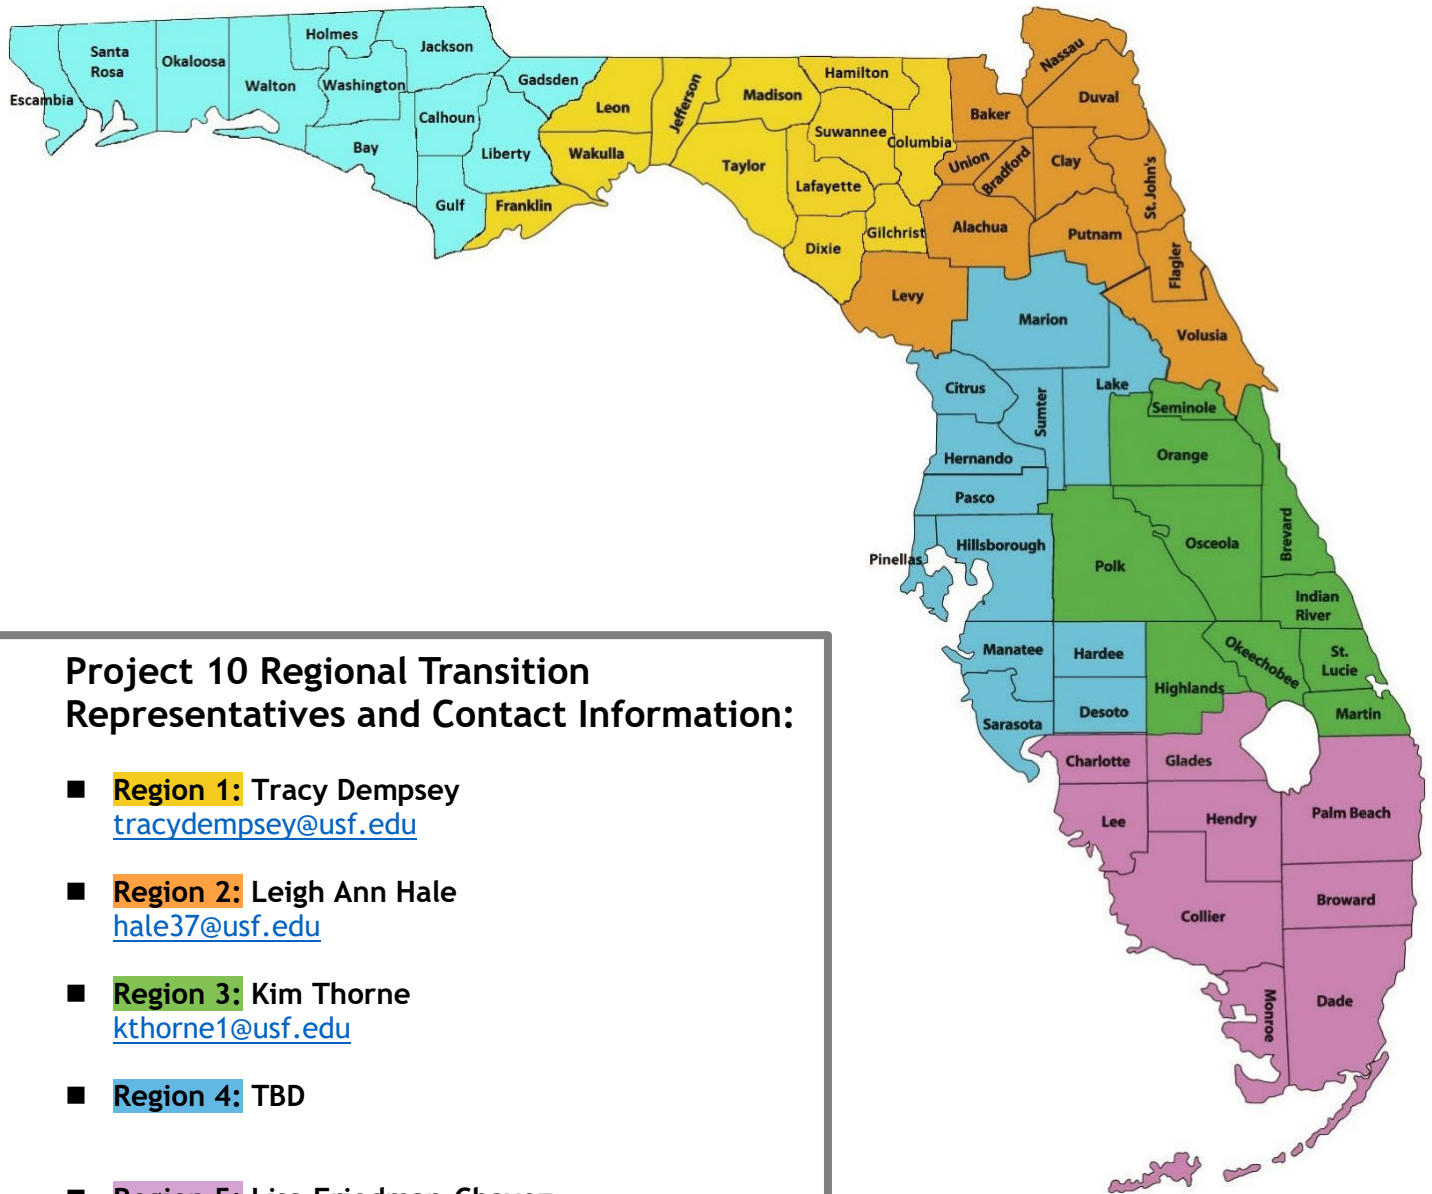 Holmes
Jackson
Santa
Rosa
Okaloosa
Walton
Washington
Gadsden
Escambia
Calhoun
Bay
Liberty
Gulf
Franklin
Leon
Wakulla
Jefferson
Madison
Hamilton
Suwannee
Columbia
Taylor
Lafayette
Gilchrist
Dixie
Nassau
Duval
Baker
Union
Bradford
Clay
St. John's
Alachua
Putnam
Flagler
Levy
Marion
Volusia
Citrus
Sumter
Lake
Seminole
Hernando
Orange
Pasco
Pinellas
Hillsborough
Polk
Osceola
Brevard
Indian
River
Manatee
Hardee
Okeechobee
St.
Lucie
Highlands
Sarasota
Desoto
Martin
Charlotte
Glades
Lee
Hendry
Palm Beach
Collier
Broward
Monroe
Dade
Project 10 Regional Transition
Representatives and Contact Information:
■ Region 1: Tracy Dempsey
tracydempsey@usf.edu
■ Region 2: Leigh Ann Hale
hale37@usf.edu
■ Region 3: Kim Thorne
kthorne1@usf.edu
■ Region 4: TBD
Region 5: Lisa Friedman-Chavez